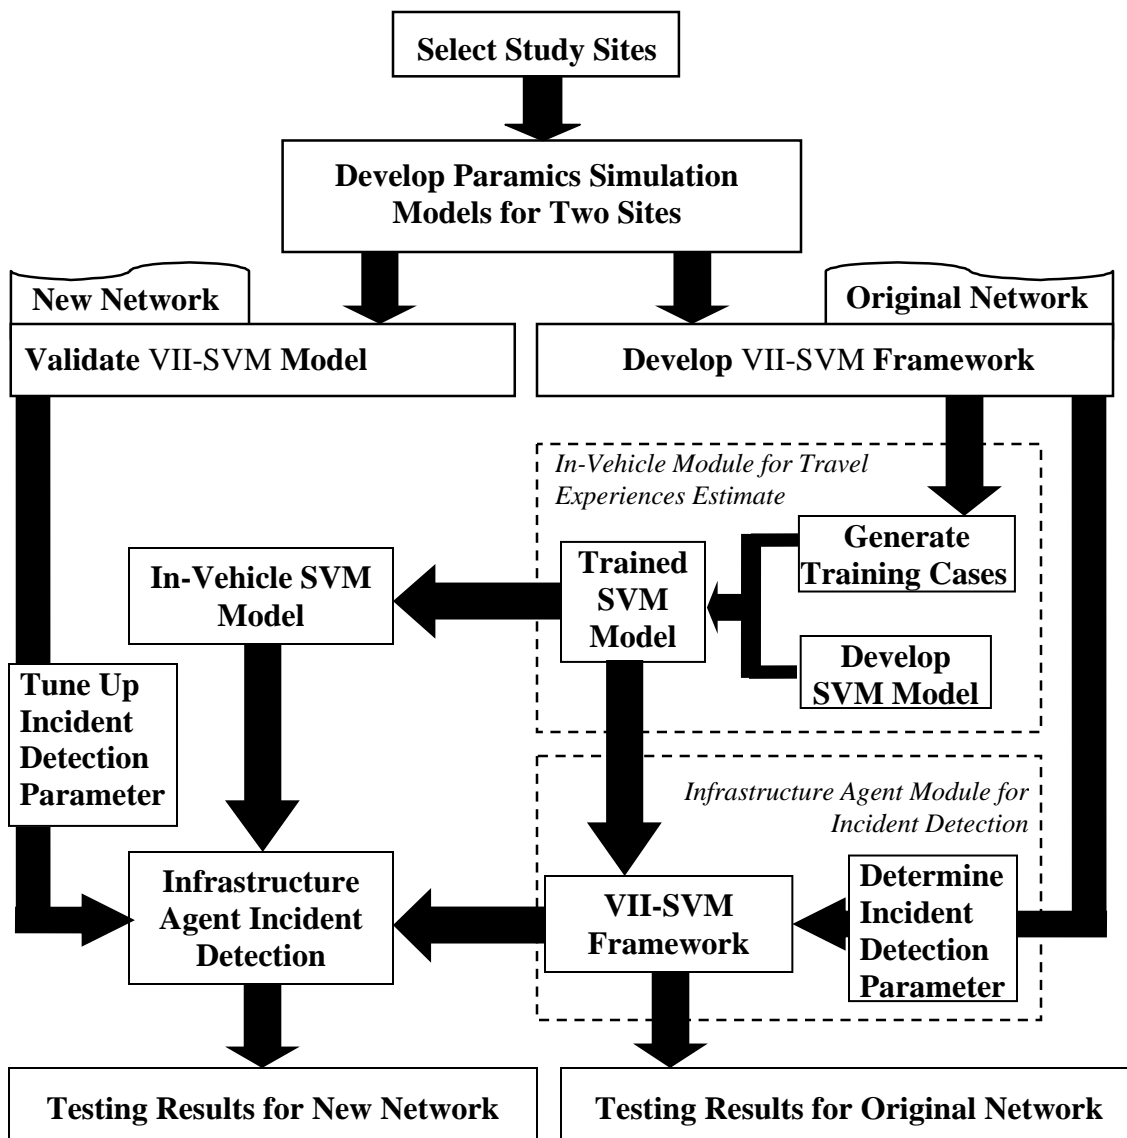 Select Study Sites
Develop Paramics Simulation
Models for Two Sites
New Network
Original Network
Validate VII-SVM Model
Develop VII-SVM Framework
In-Vehicle Module for Travel
Experiences Estimate
Generate
Training Cases
Trained
SVM
Model
In-Vehicle SVM
Model
Develop
SVM Model
Tune Up
Incident
Detection
Parameter
Infrastructure Agent Module for
Incident Detection
Infrastructure
Agent Incident
Detection
VII-SVM
Framework
Determine
Incident
Detection
Parameter
Testing Results for New Network
Testing Results for Original Network